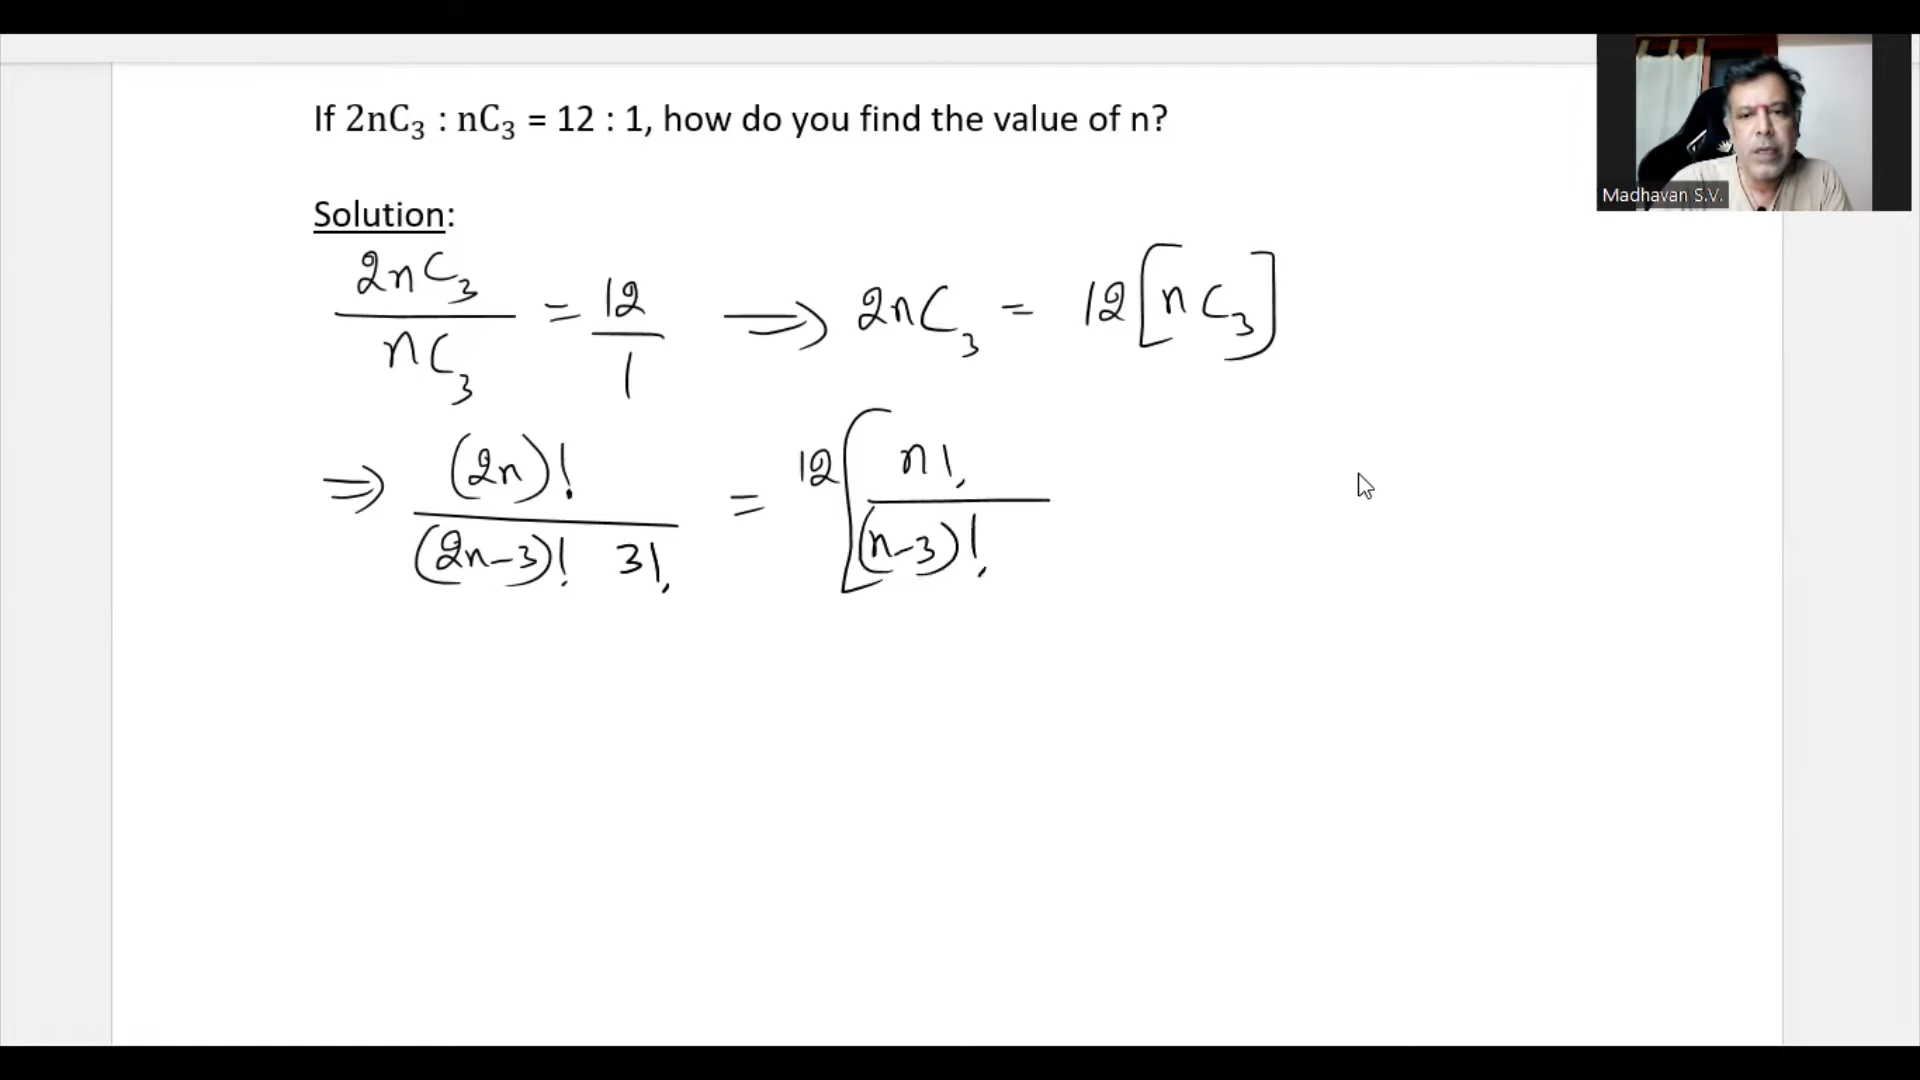 If 2nC₃ : nC₃ = 12 : 1, how do you find the value of n?
Madhavan S.V.
Solution:
2nC₃ / nC₃ = 12 / 1 ⟹ 2nC₃ = 12[nC₃]
⟹ (2n)! / (2n-3)! 3! = 12[n! / (n-3)!